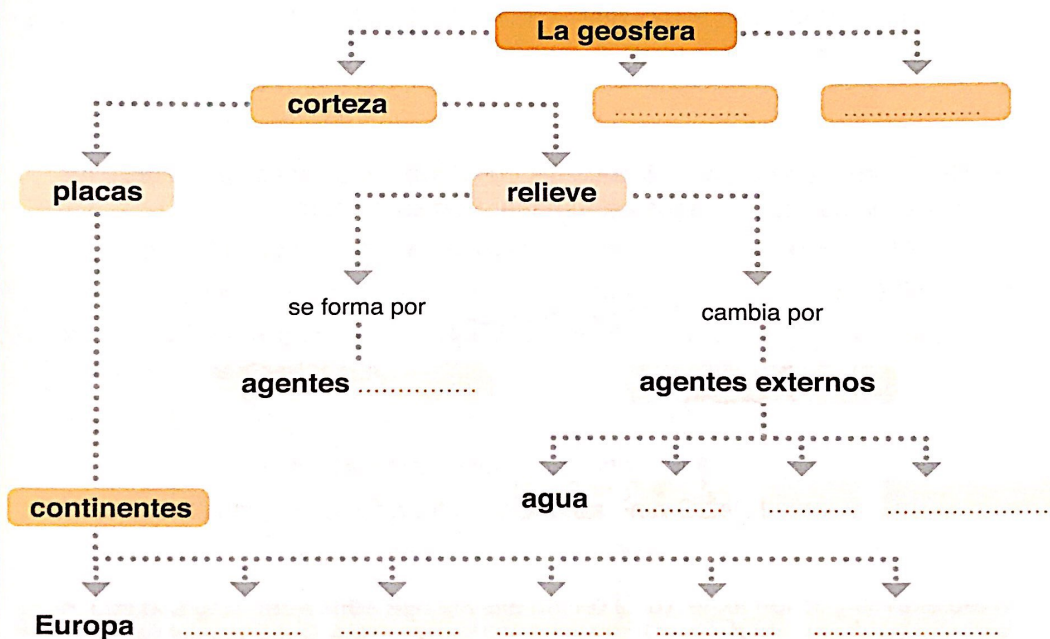 La geosfera
corteza ................ ................
placas relieve
se forma por cambia por
agentes ............... agentes externos
agua ........... ........... ....................
continentes
Europa ............... ............... ............... ............... .......................